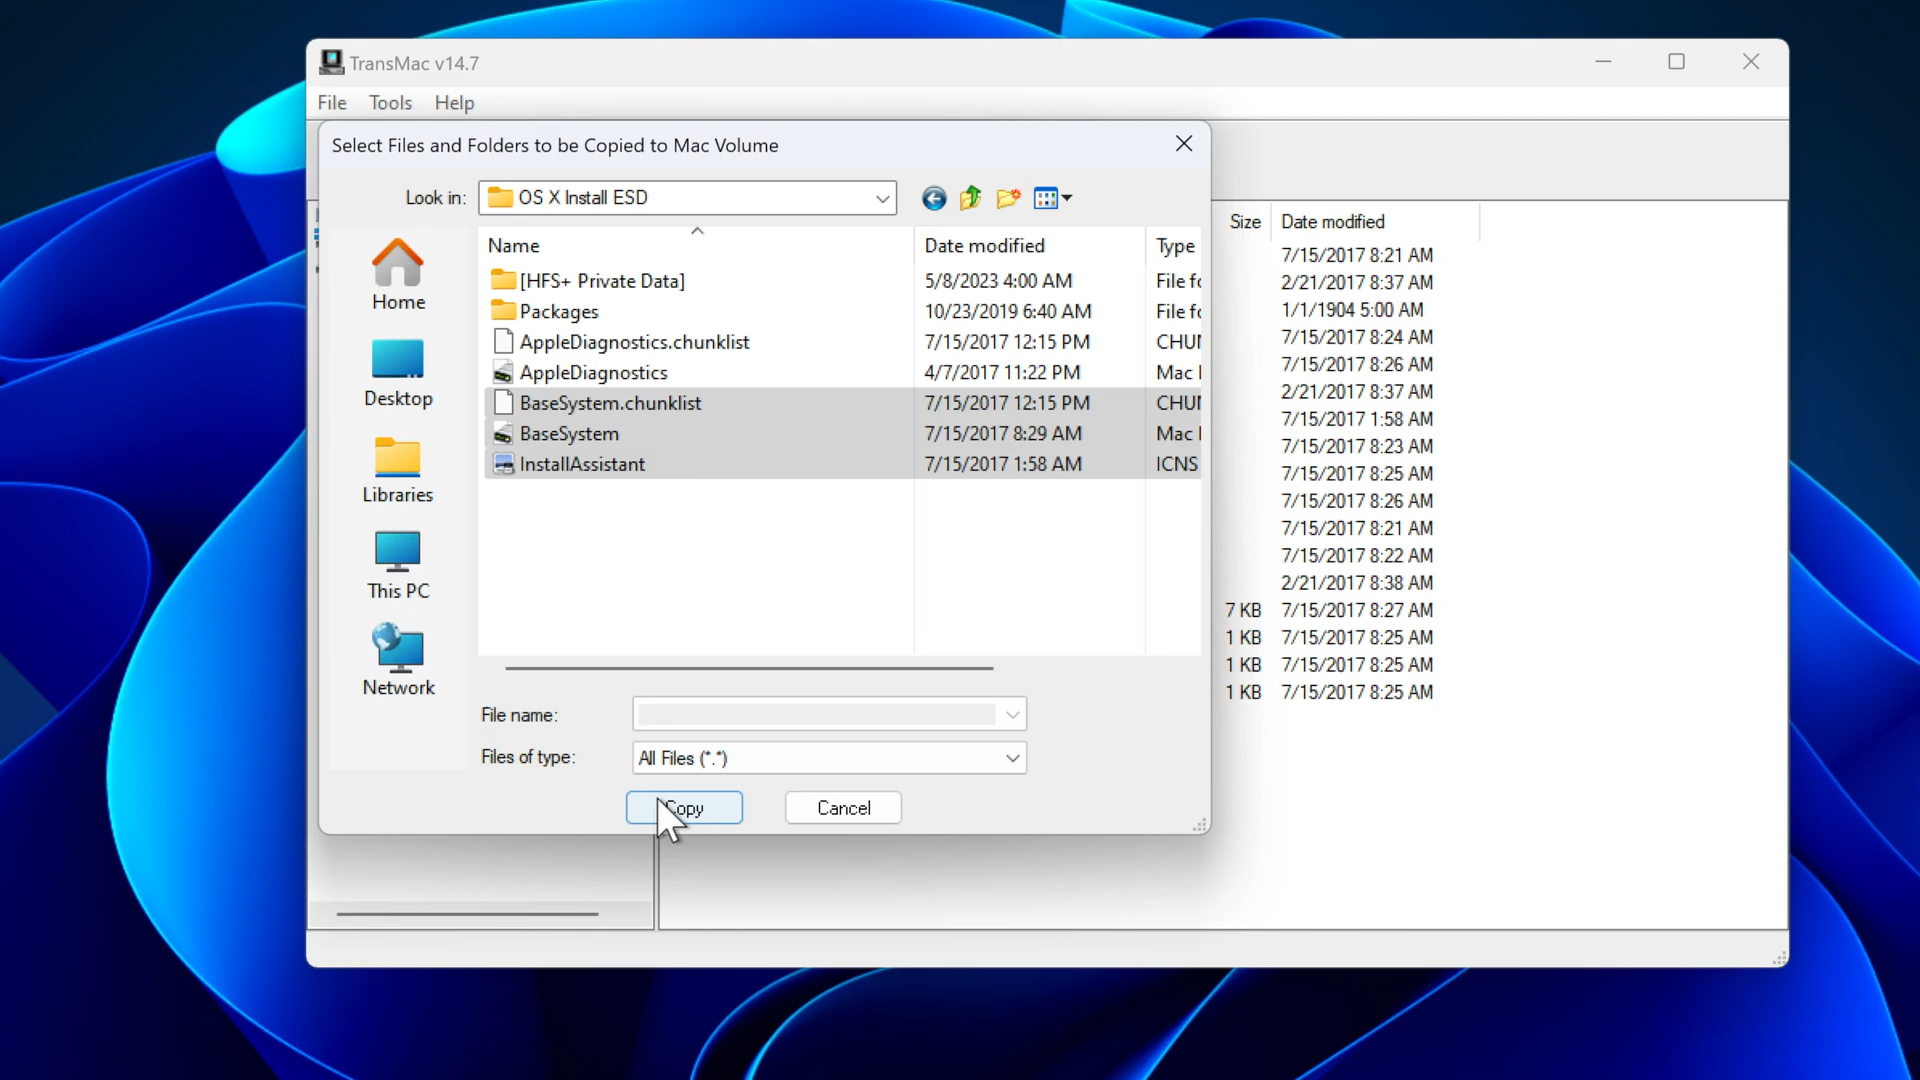 TransMac v14.7
File Tools Help
Select Files and Folders to be Copied to Mac Volume
Look in: OS X Install ESD
Home
Desktop
Libraries
This PC
Network
Name Date modified Type
[HFS+ Private Data] 5/8/2023 4:00 AM File fo
Packages 10/23/2019 6:40 AM File fo
AppleDiagnostics.chunklist 7/15/2017 12:15 PM CHUN
AppleDiagnostics 4/7/2017 11:22 PM Mac
BaseSystem.chunklist 7/15/2017 12:15 PM CHUN
BaseSystem 7/15/2017 8:29 AM Mac
InstallAssistant 7/15/2017 1:58 AM ICNS
File name:
Files of type: All Files (*.*)
Copy Cancel
Size Date modified
7/15/2017 8:21 AM
2/21/2017 8:37 AM
1/1/1904 5:00 AM
7/15/2017 8:24 AM
7/15/2017 8:26 AM
2/21/2017 8:37 AM
7/15/2017 1:58 AM
7/15/2017 8:23 AM
7/15/2017 8:25 AM
7/15/2017 8:26 AM
7/15/2017 8:21 AM
7/15/2017 8:22 AM
2/21/2017 8:38 AM
7 KB 7/15/2017 8:27 AM
1 KB 7/15/2017 8:25 AM
1 KB 7/15/2017 8:25 AM
1 KB 7/15/2017 8:25 AM